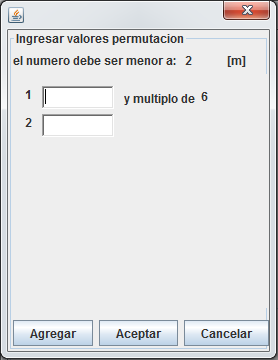 Ingresar valores permutacion
el numero debe ser menor a: 2 [m]
1 y multiplo de 6
2
Agregar Aceptar Cancelar